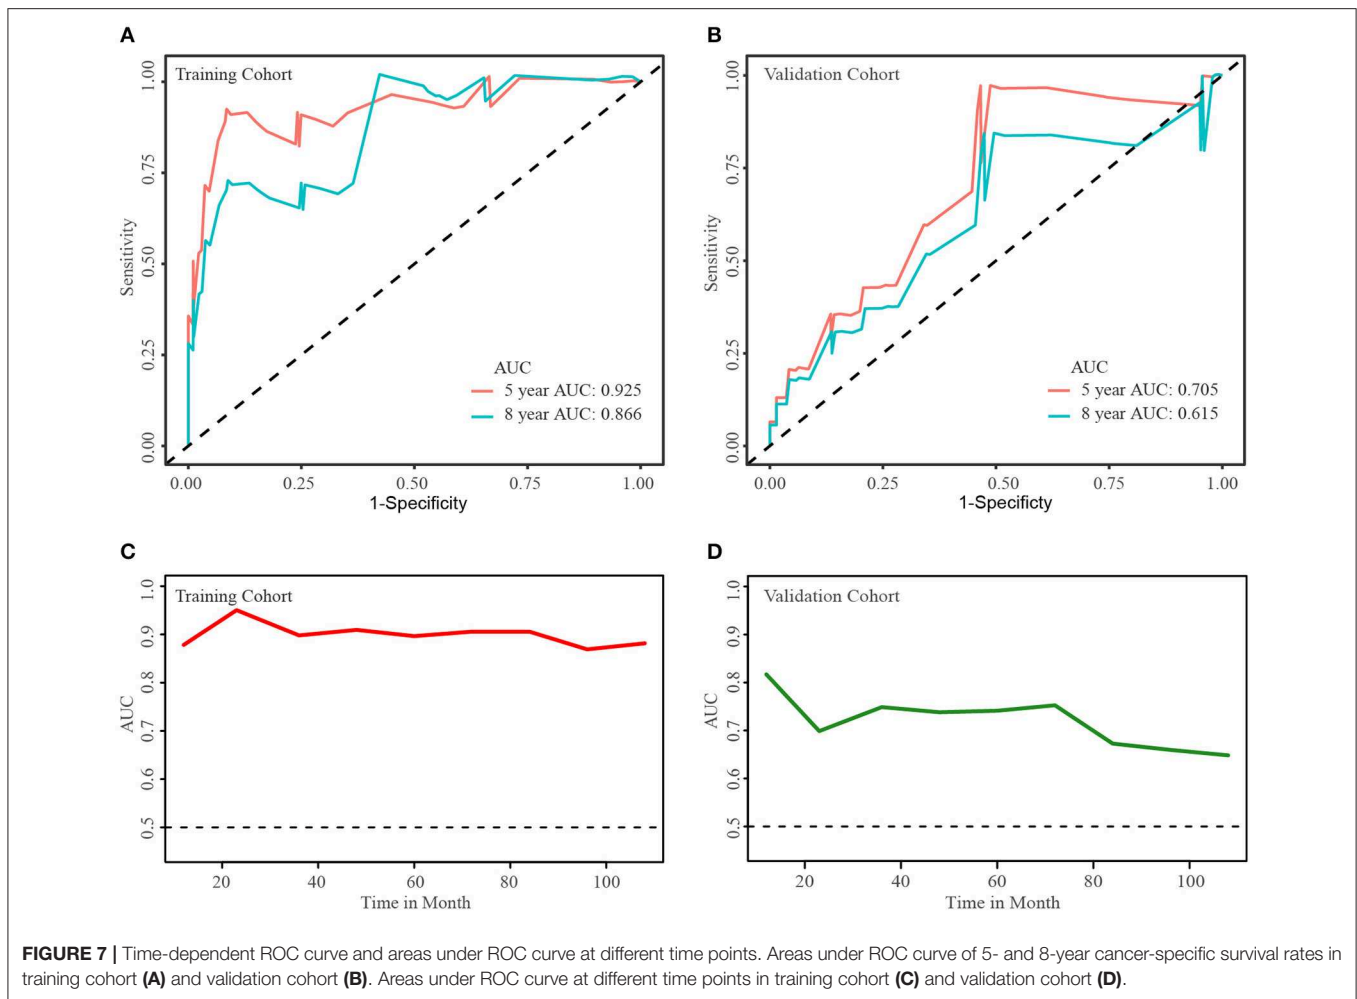 A
Training Cohort
1.00
0.75
0.50
0.25
0.00
Sensitivity
AUC
5 year AUC: 0.925
8 year AUC: 0.866
0.00 0.25 0.50 0.75 1.00
1-Specificity
B
Validation Cohort
1.00
0.75
0.50
0.25
0.00
Sensitivity
AUC
5 year AUC: 0.705
8 year AUC: 0.615
0.00 0.25 0.50 0.75 1.00
1-Specificty
C
Training Cohort
1.0
0.9
0.8
0.7
0.6
0.5
AUC
20 40 60 80 100
Time in Month
D
Validation Cohort
1.0
0.9
0.8
0.7
0.6
0.5
AUC
20 40 60 80 100
Time in Month
FIGURE 7 | Time-dependent ROC curve and areas under ROC curve at different time points. Areas under ROC curve of 5- and 8-year cancer-specific survival rates in
training cohort (A) and validation cohort (B). Areas under ROC curve at different time points in training cohort (C) and validation cohort (D).